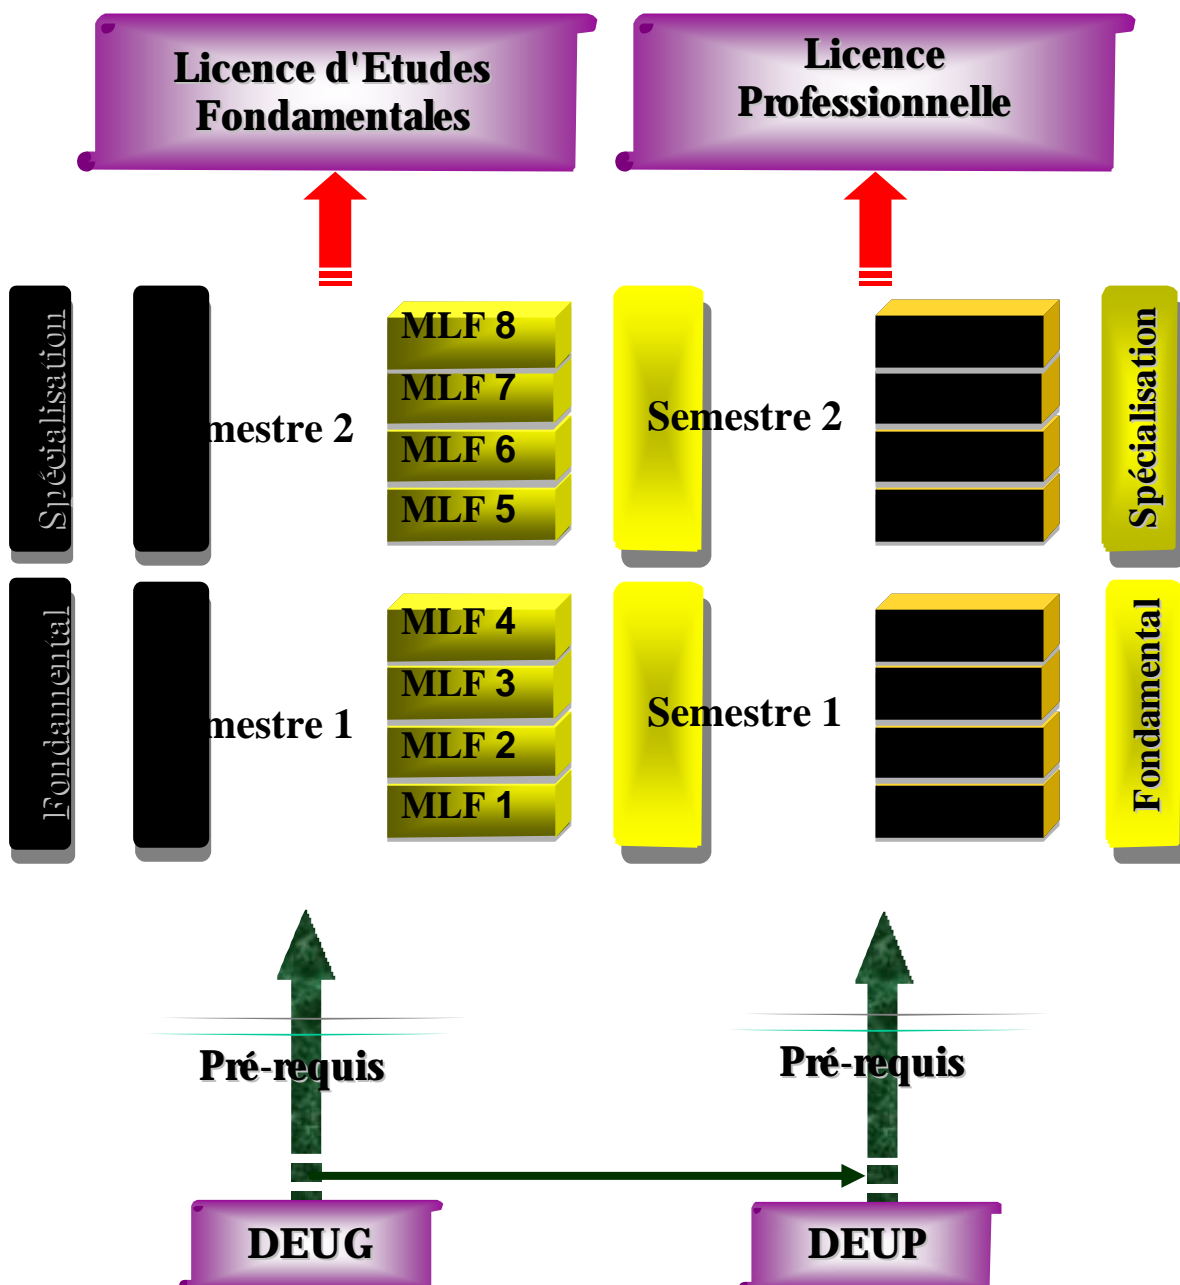 Licence d'Etudes
Fondamentales
Licence
Professionnelle
Spécialisation
mestre 2
MLF 8
MLF 7
MLF 6
MLF 5
Semestre 2
Spécialisation
Fondamental
mestre 1
MLF 4
MLF 3
MLF 2
MLF 1
Semestre 1
Fondamental
Pré-requis
Pré-requis
DEUG
DEUP